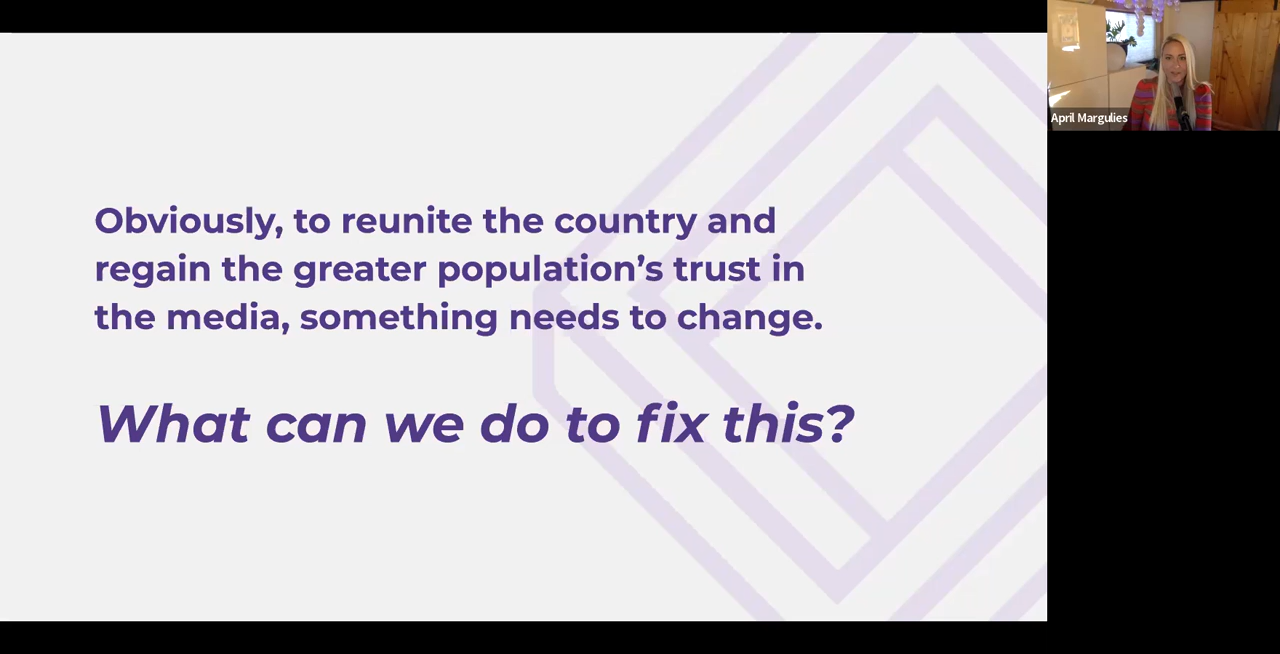 Obviously, to reunite the country and
regain the greater population’s trust in
the media, something needs to change.
What can we do to fix this?
April Margulies